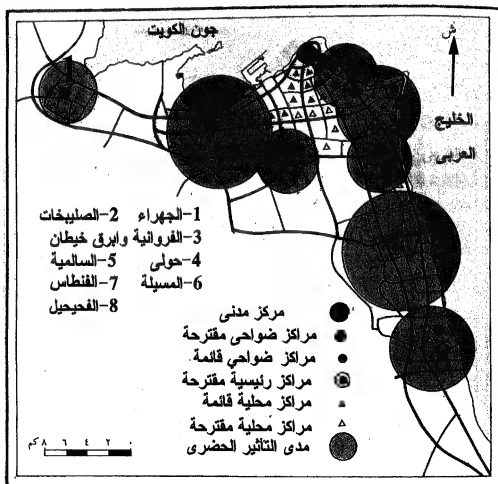 جون الكويت
ش
الخليج
العربى
1-الجهراء 2-الصليبخات
3-الفروانية وابرق خيطان
4-حولى 5-السالمية
6-المسيلة 7-الفنطاس
8-الفحيحيل
مركز مدنى
مراكز ضواحى مقترحة
مراكز ضواحي قائمة
مراكز رئيسية مقترحة
مراكز محلية قائمة
مراكز محلية مقترحة
مدى التأثير الحضرى
٨ ٦ ٤ ٢ ٠ كم